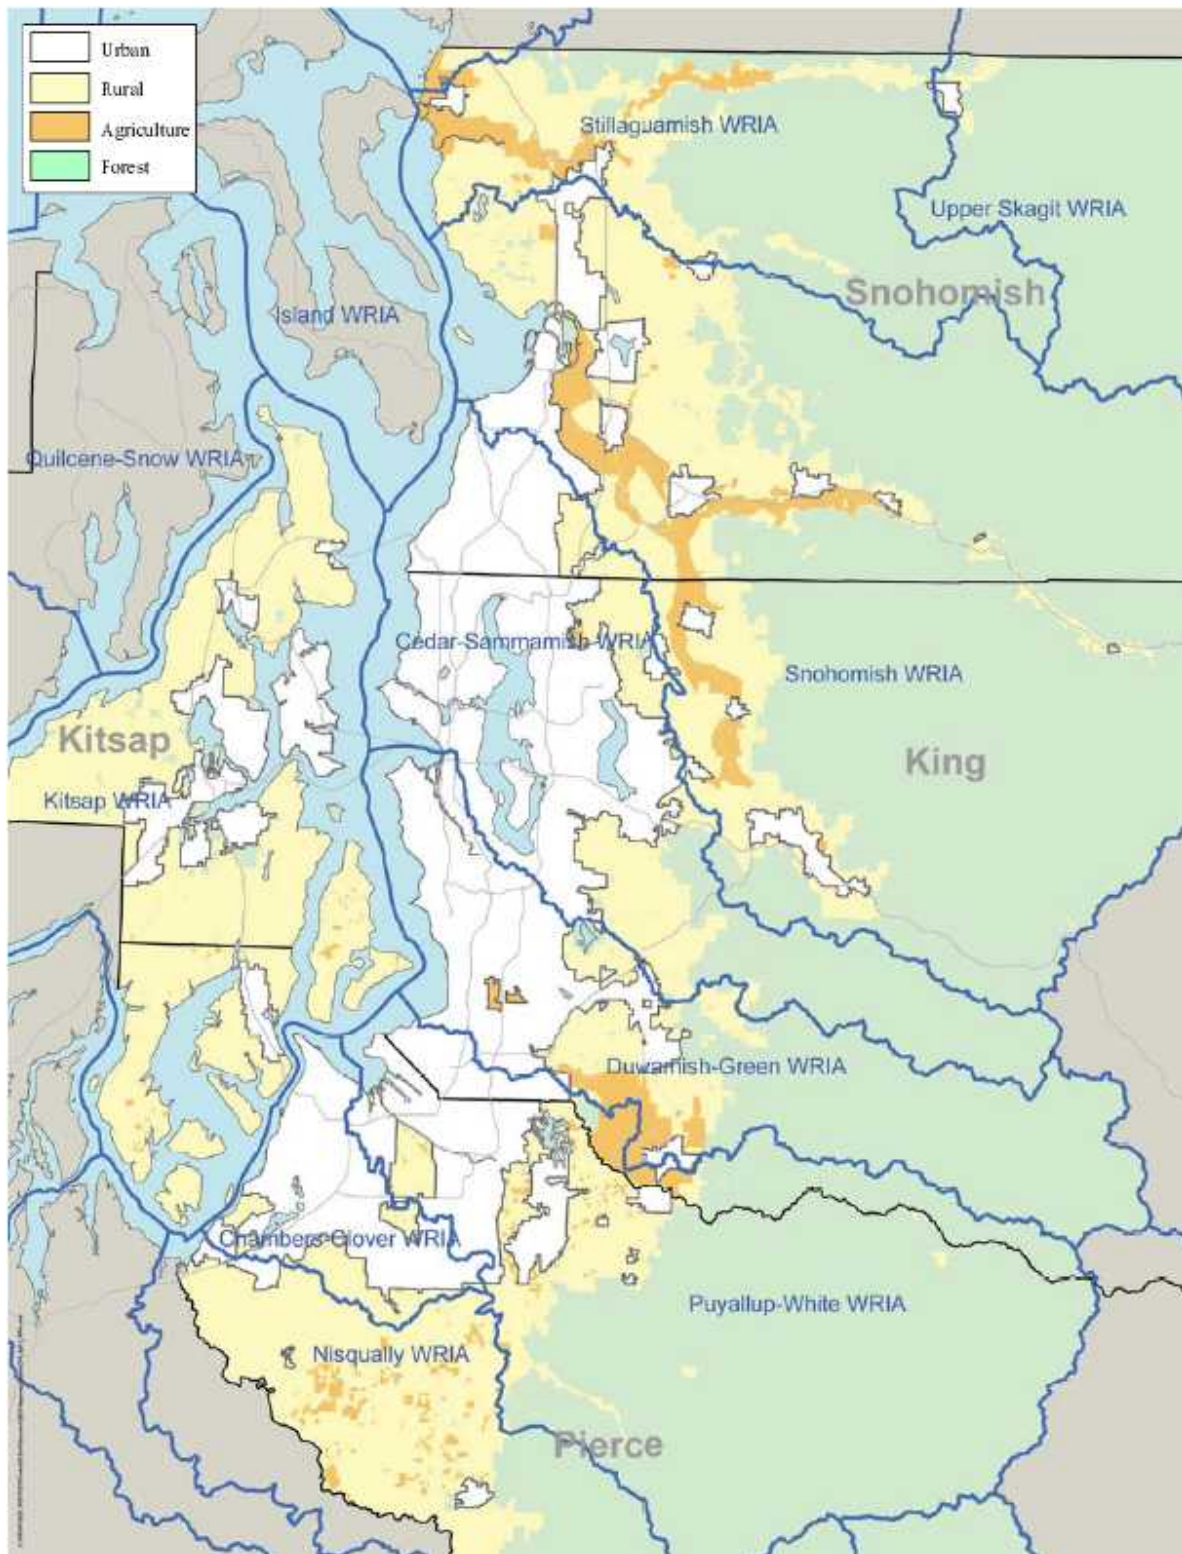 Urban
Rural
Agriculture
Forest
Stillaguamish WRIA
Upper Skagit WRIA
Snohomish
Island WRIA
Quilcene-Snow WRIA
Cedar-Sammamish WRIA
Snohomish WRIA
Kitsap
King
Kitsap WRIA
Duwamish-Green WRIA
Chambers-Clover WRIA
Puyallup-White WRIA
Nisqually WRIA
Pierce